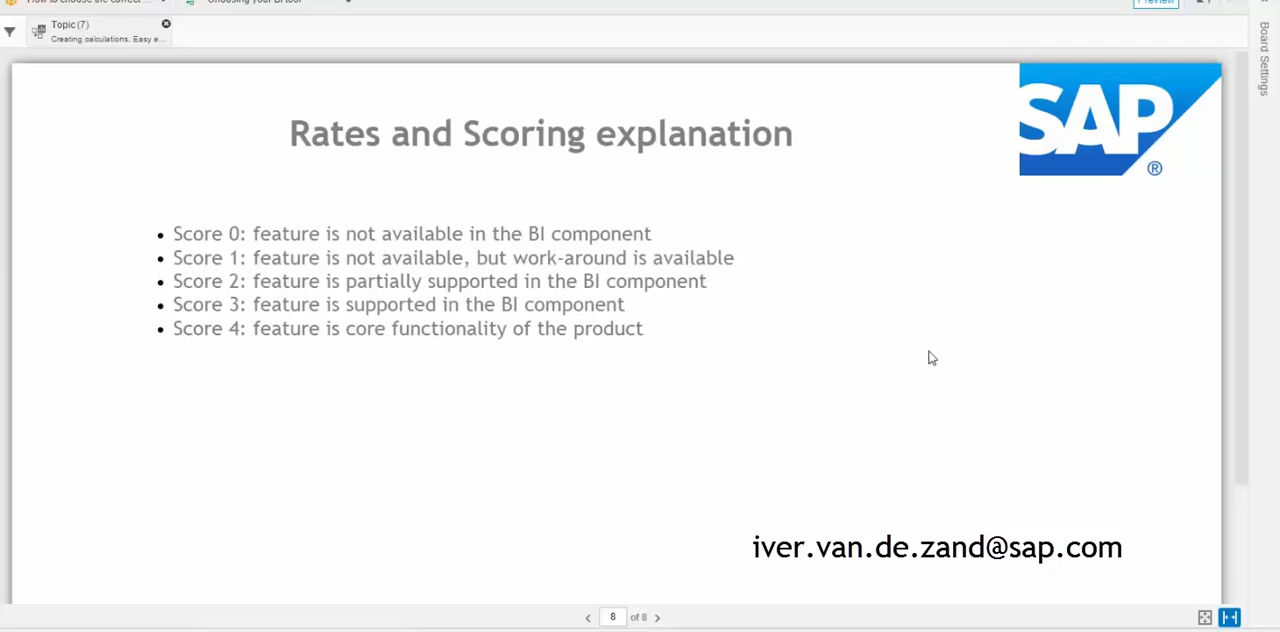 Preview
Topic (7)
Creating calculations, Easy e...
Board Settings
SAP
®
Rates and Scoring explanation
• Score 0: feature is not available in the BI component
• Score 1: feature is not available, but work-around is available
• Score 2: feature is partially supported in the BI component
• Score 3: feature is supported in the BI component
• Score 4: feature is core functionality of the product
iver.van.de.zand@sap.com
8 of 8